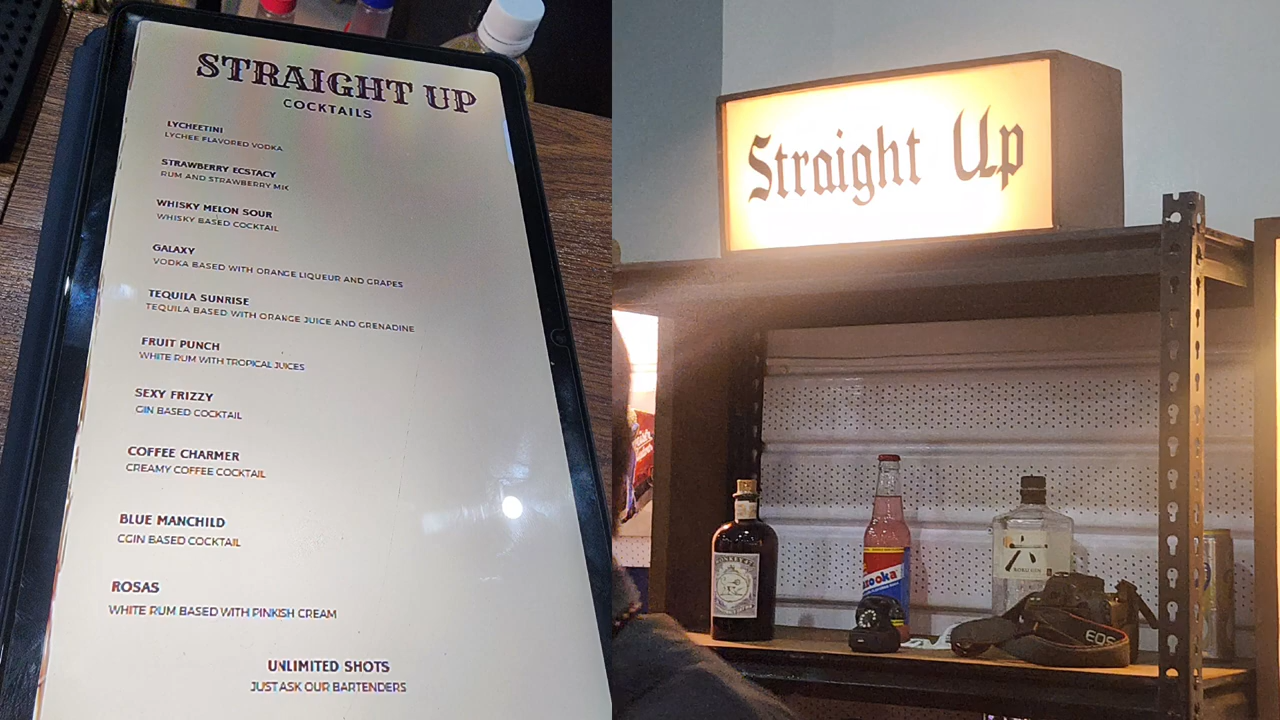 STRAIGHT UP
COCKTAILS
LYCHEETINI
LYCHEE FLAVORED VODKA
STRAWBERRY ECSTACY
RUM AND STRAWBERRY MIX
WHISKY MELON SOUR
WHISKY BASED COCKTAIL
GALAXY
VODKA BASED WITH ORANGE LIQUEUR AND GRAPES
TEQUILA SUNRISE
TEQUILA BASED WITH ORANGE JUICE AND GRENADINE
FRUIT PUNCH
WHITE RUM WITH TROPICAL JUICES
SEXY FRIZZY
GIN BASED COCKTAIL
COFFEE CHARMER
CREAMY COFFEE COCKTAIL
BLUE MANCHILD
CGIN BASED COCKTAIL
ROSAS
WHITE RUM BASED WITH PINKISH CREAM
UNLIMITED SHOTS
JUST ASK OUR BARTENDERS
Straight Up
六
EOS